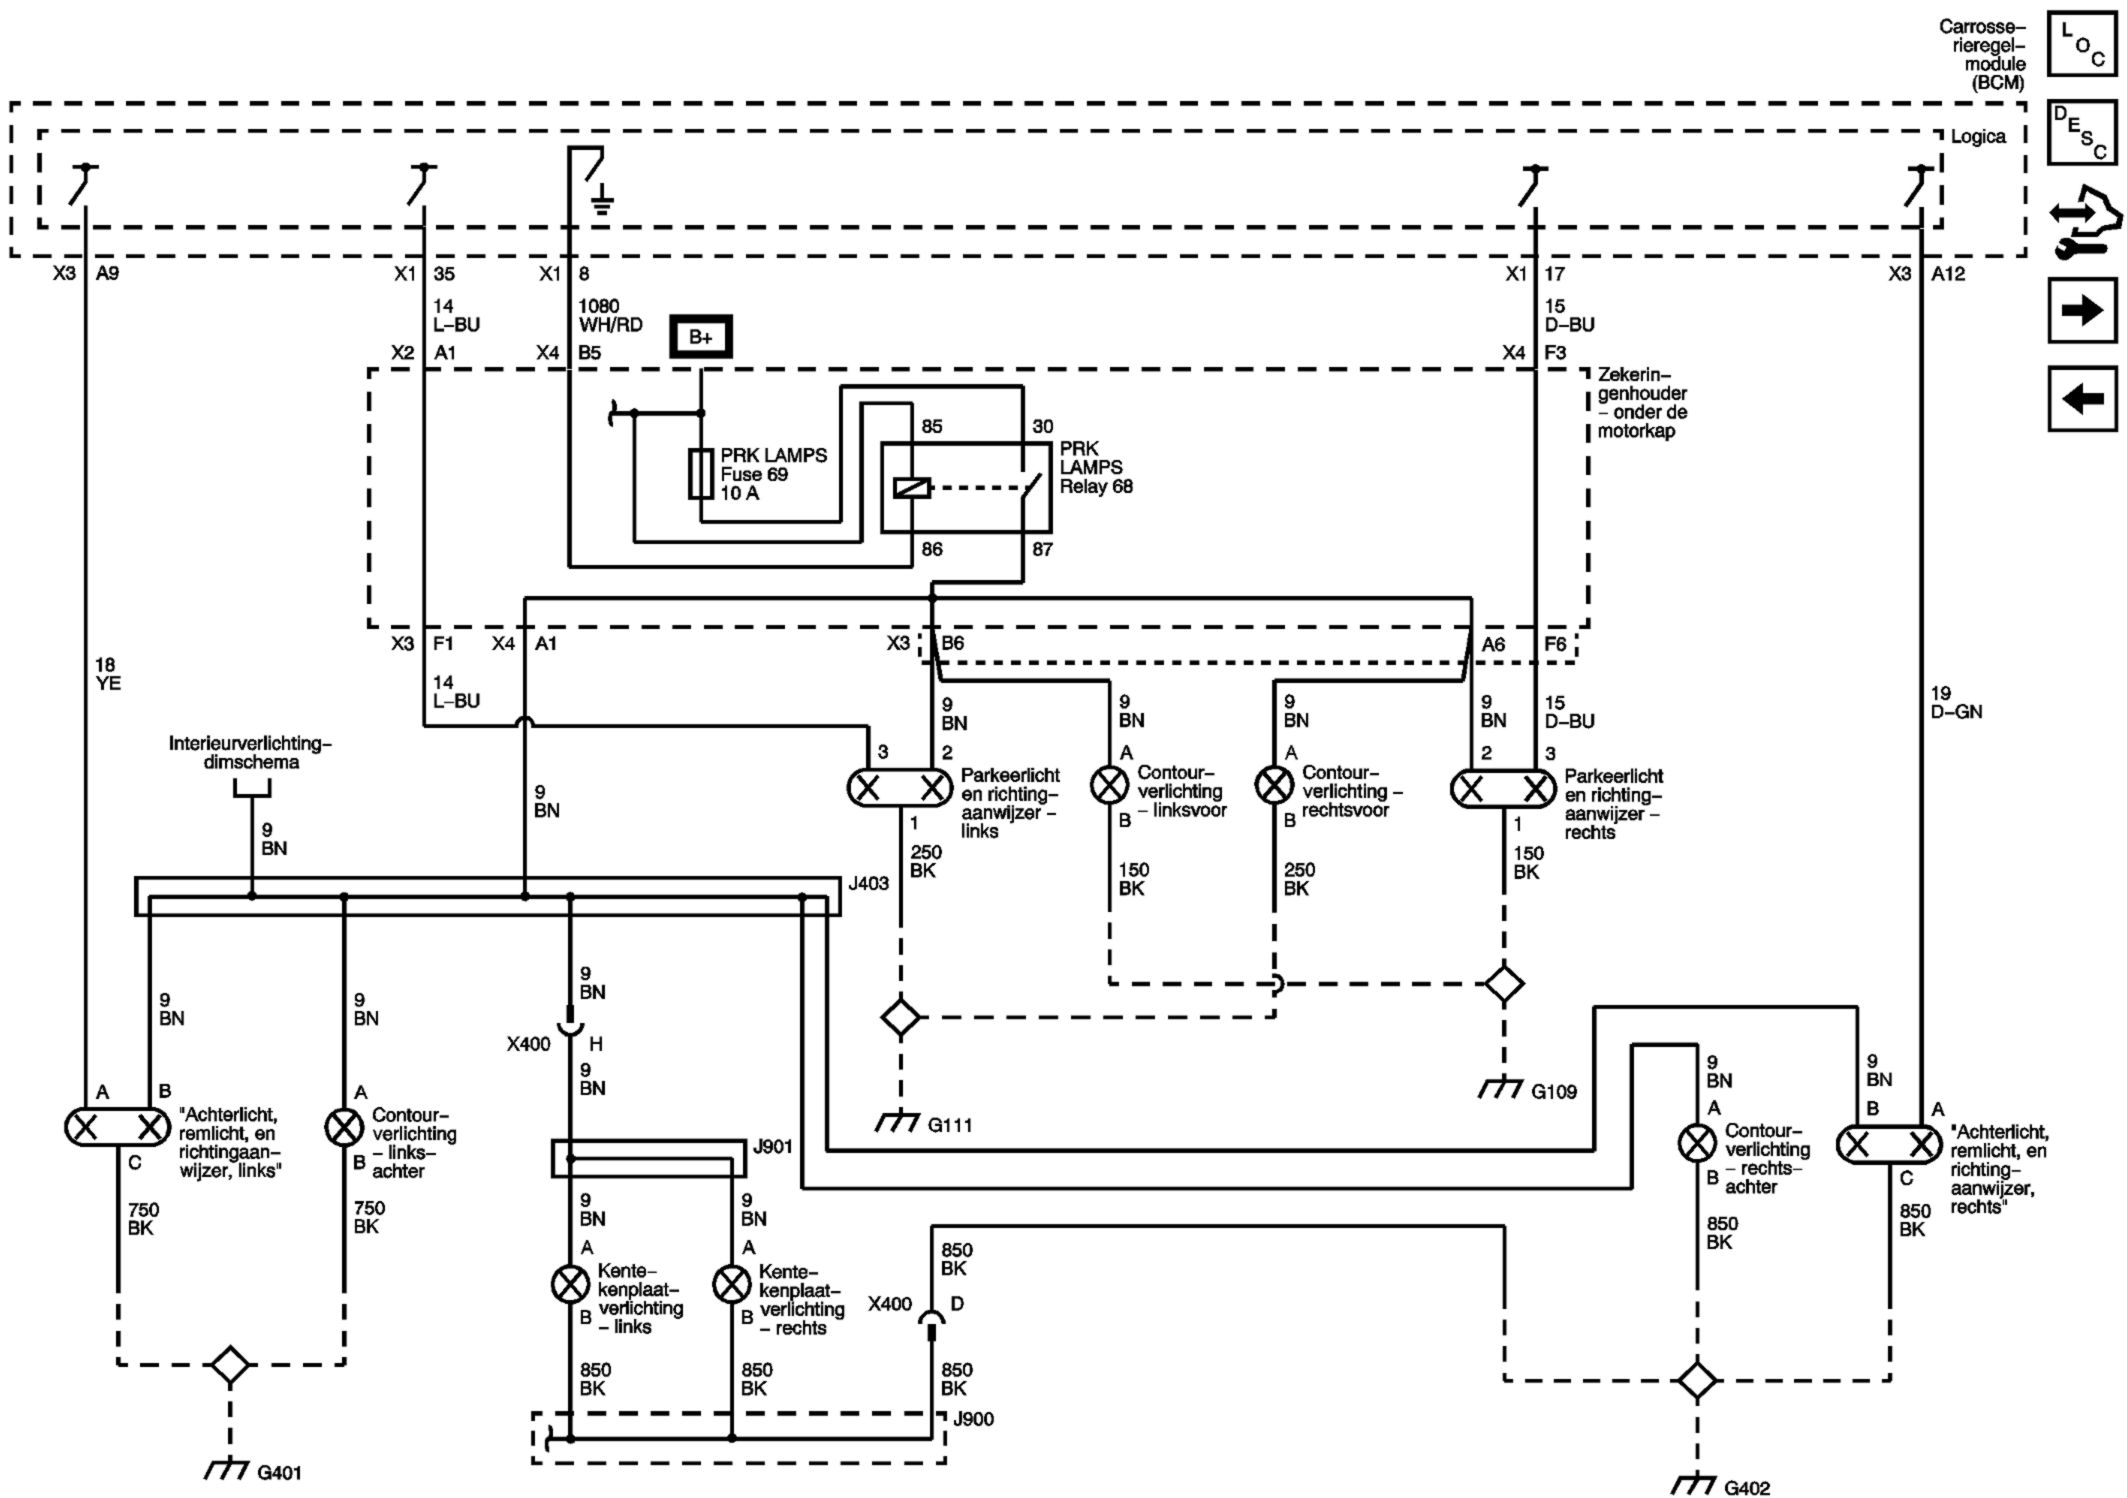 Carrosse–
rieregel–
module
(BCM)
L
O
C
D
E
S
C
Logica
X3 A9
X1 35
X1 8
X1 17
X3 A12
14
L–BU
1080
WH/RD
15
D–BU
B+
X2 A1
X4 B5
X4 F3
Zekerin–
genhouder
– onder de
motorkap
85
30
PRK LAMPS
Fuse 69
10 A
PRK
LAMPS
Relay 68
86
87
X3 F1
X4 A1
X3 B6
A6
F6
18
YE
14
L–BU
9
BN
9
BN
9
BN
9
BN
15
D–BU
19
D–GN
Interieurverlichting–
dimschema
9
BN
9
BN
3
2
Parkeerlicht
en richting–
aanwijzer –
links
1
250
BK
A
Contour–
verlichting
– linksvoor
B
150
BK
A
Contour–
verlichting –
rechtsvoor
B
250
BK
2
3
Parkeerlicht
en richting–
aanwijzer –
rechts
1
150
BK
J403
9
BN
9
BN
9
BN
X400 H
9
BN
G111
G109
A
B
"Achterlicht,
remlicht, en
richtingaan–
wijzer, links"
C
750
BK
A
Contour–
verlichting
– links–
achter
B
750
BK
J901
9
BN
9
BN
A
Kente–
kenplaat–
verlichting
– links
B
850
BK
A
Kente–
kenplaat–
verlichting
– rechts
B
850
BK
850
BK
X400 D
850
BK
J900
9
BN
A
Contour–
verlichting
– rechts–
achter
B
850
BK
9
BN
B
A
"Achterlicht,
remlicht, en
richting–
aanwijzer,
rechts"
C
850
BK
G401
G402